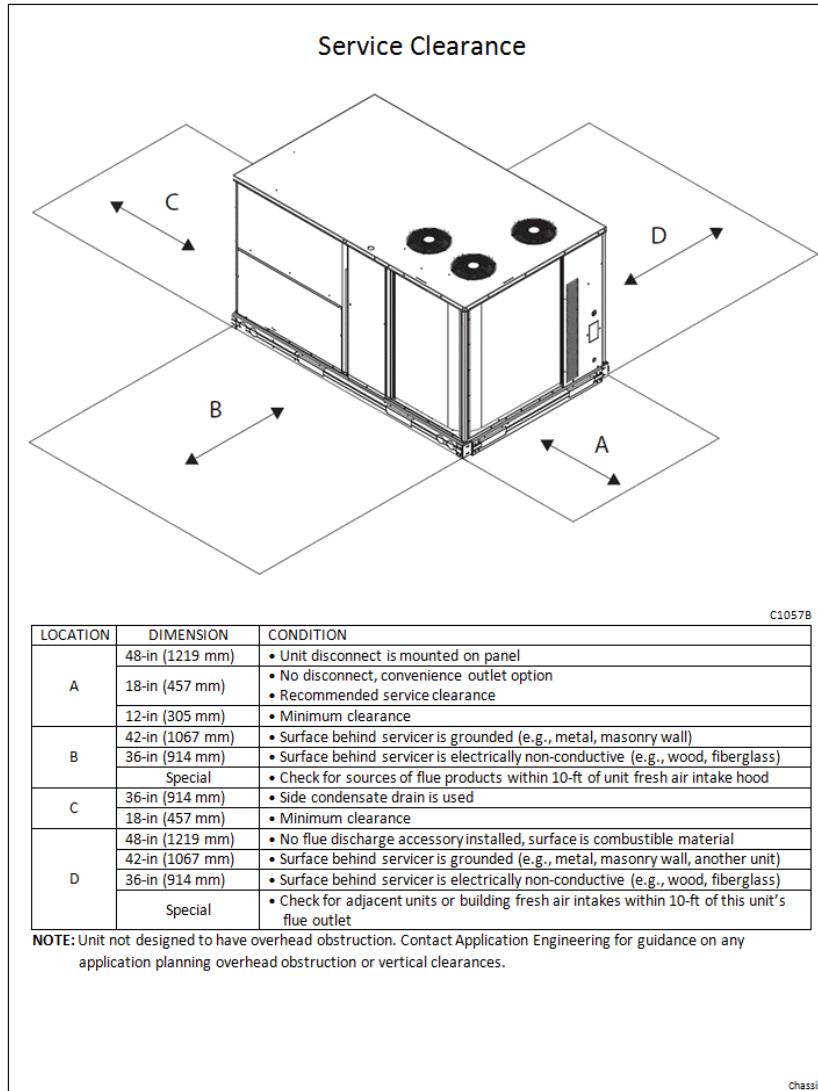 Service Clearance
C
D
B
A
C1057B
LOCATION DIMENSION CONDITION
A
48-in (1219 mm) • Unit disconnect is mounted on panel
18-in (457 mm) • No disconnect, convenience outlet option
• Recommended service clearance
12-in (305 mm) • Minimum clearance
B
42-in (1067 mm) • Surface behind servicer is grounded (e.g., metal, masonry wall)
36-in (914 mm) • Surface behind servicer is electrically non-conductive (e.g., wood, fiberglass)
Special • Check for sources of flue products within 10-ft of unit fresh air intake hood
C
36-in (914 mm) • Side condensate drain is used
18-in (457 mm) • Minimum clearance
D
48-in (1219 mm) • No flue discharge accessory installed, surface is combustible material
42-in (1067 mm) • Surface behind servicer is grounded (e.g., metal, masonry wall, another unit)
36-in (914 mm) • Surface behind servicer is electrically non-conductive (e.g., wood, fiberglass)
Special • Check for adjacent units or building fresh air intakes within 10-ft of this unit's
flue outlet
NOTE: Unit not designed to have overhead obstruction. Contact Application Engineering for guidance on any
application planning overhead obstruction or vertical clearances.
Chassi